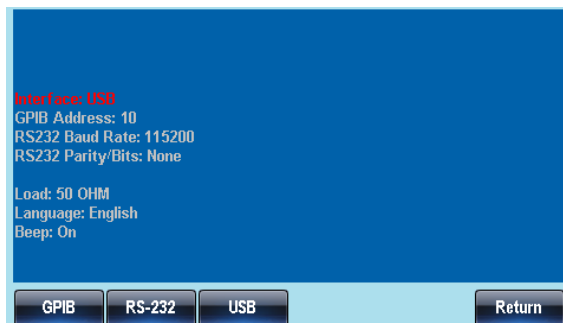 Interface: USB
GPIB Address: 10
RS232 Baud Rate: 115200
RS232 Parity/Bits: None
Load: 50 OHM
Language: English
Beep: On
GPIB RS-232 USB Return